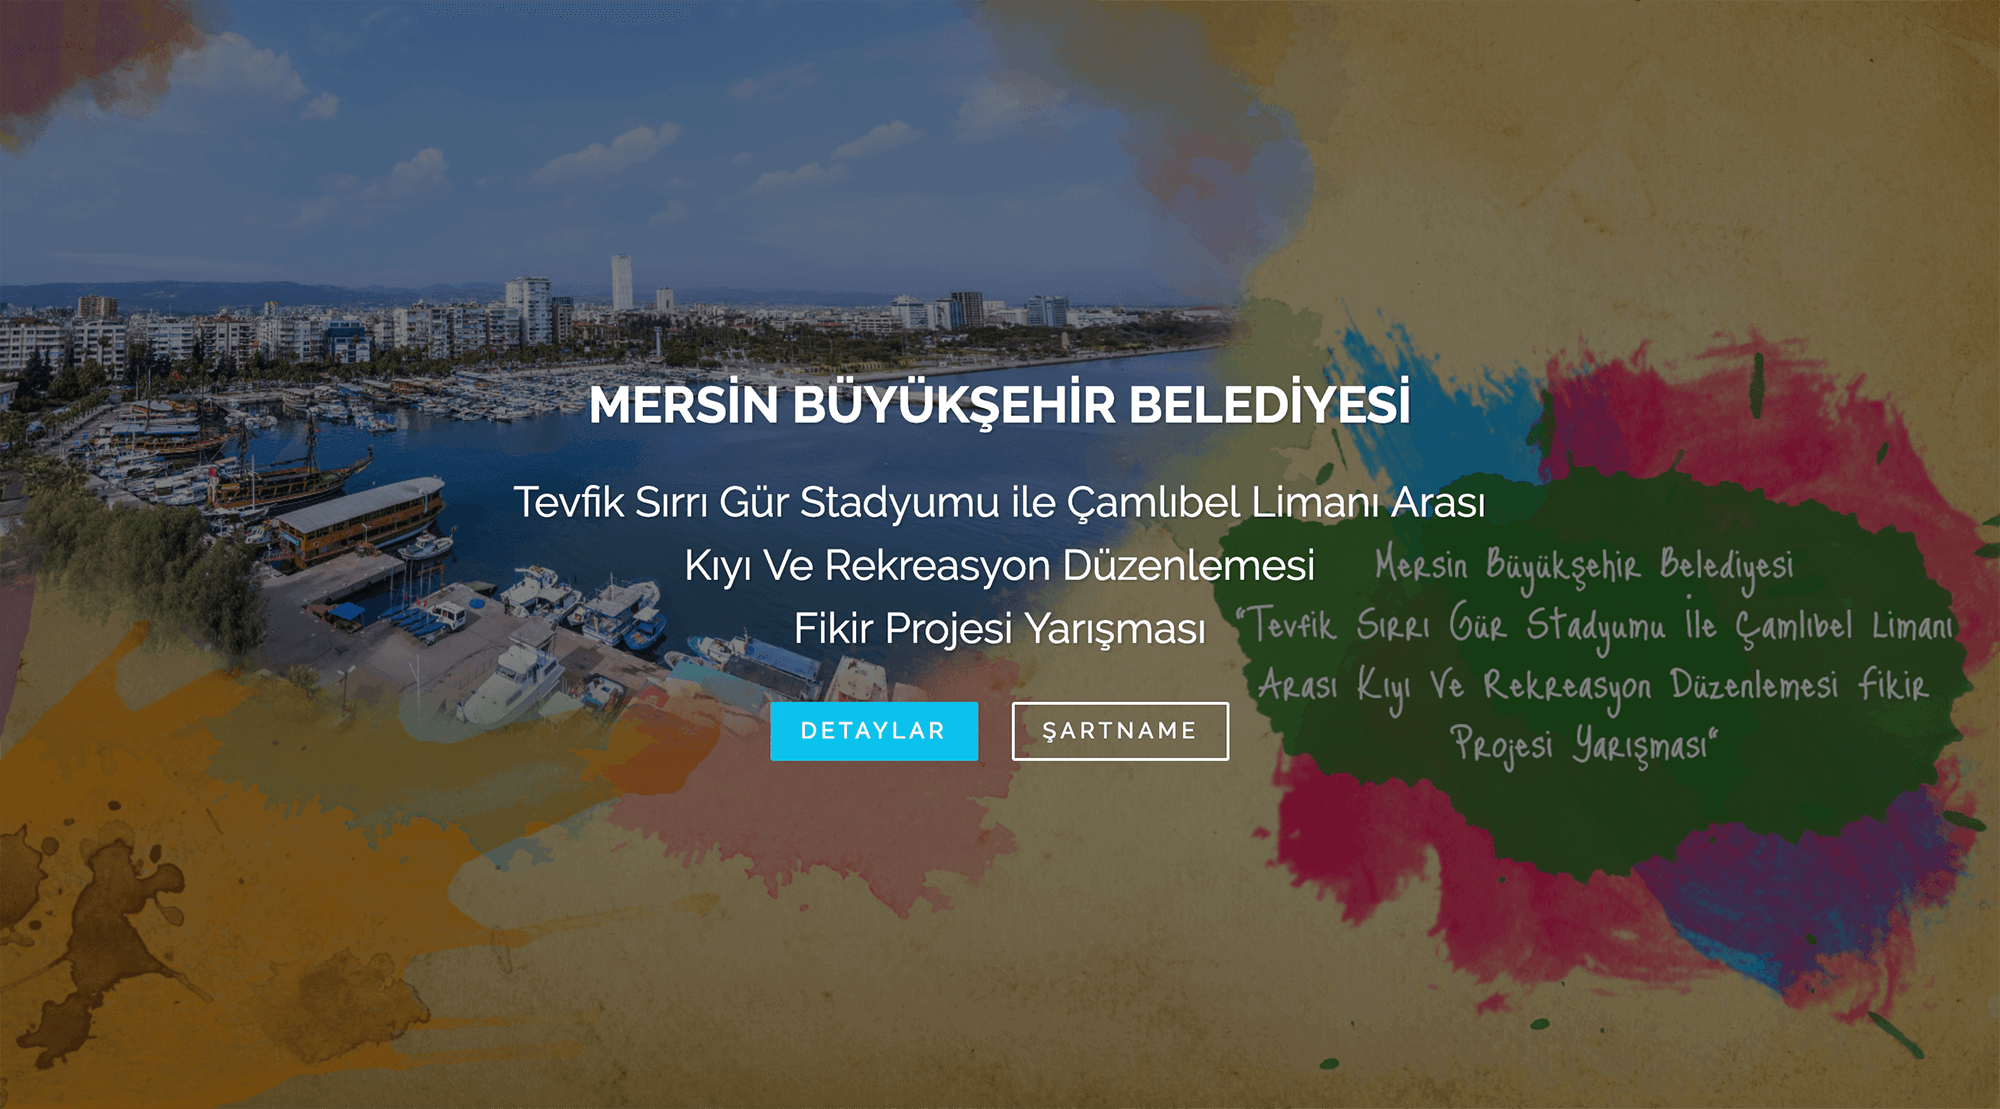 MERSİN BÜYÜKŞEHİR BELEDİYESİ
Tevfik Sırrı Gür Stadyumu ile Çamlıbel Limanı Arası
Kıyı Ve Rekreasyon Düzenlemesi
Fikir Projesi Yarışması
DETAYLAR
ŞARTNAME
Mersin Büyükşehir Belediyesi
“Tevfik Sırrı Gür Stadyumu İle Çamlıbel Limanı
Arası Kıyı Ve Rekreasyon Düzenlemesi Fikir
Projesi Yarışması“